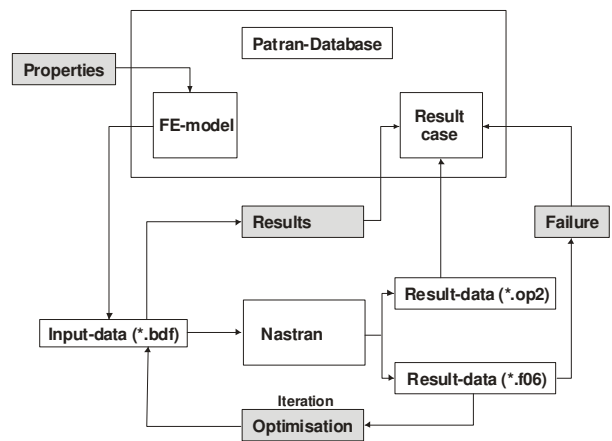 Patran-Database
Properties
FE-model
Result
case
Results
Failure
Result-data (*.op2)
Input-data (*.bdf)
Nastran
Result-data (*.f06)
Iteration
Optimisation